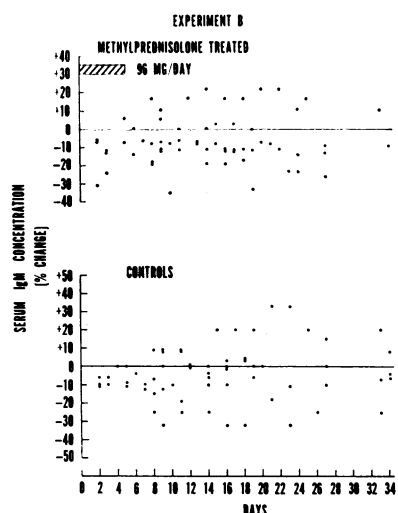 EXPERIMENT B
METHYLPREDNISOLONE TREATED
96 MG/DAY
+40
+30
+20
+10
0
-10
-20
-30
-40
SERUM IgM CONCENTRATION
[% CHANGE]
CONTROLS
+50
+40
+30
+20
+10
0
-10
-20
-30
-40
-50
0 2 4 6 8 10 12 14 16 18 20 22 24 26 28 30 32 34
DAYS